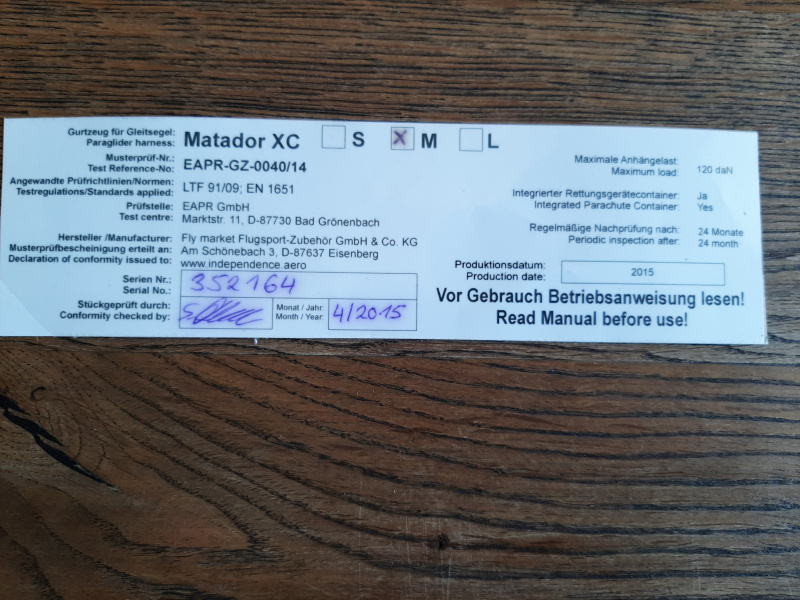 Gurtzeug für Gleitsegel:
Paraglider harness:
Matador XC S X M L
Musterprüf-Nr.:
Test Reference-No:
EAPR-GZ-0040/14
Angewandte Prüfrichtlinien/Normen:
Testregulations/Standards applied:
LTF 91/09; EN 1651
Prüfstelle:
Test centre:
EAPR GmbH
Marktstr. 11, D-87730 Bad Grönenbach
Hersteller /Manufacturer:
Musterprüfbescheinigung erteilt an:
Declaration of conformity issued to:
Fly market Flugsport-Zubehör GmbH & Co. KG
Am Schönebach 3, D-87637 Eisenberg
www.independence.aero
Serien Nr.:
Serial No.:
352164
Stückgeprüft durch:
Conformity checked by:
Monat / Jahr:
Month / Year:
4/2015
Maximale Anhängelast:
Maximum load:
120 daN
Integrierter Rettungsgerätecontainer: Ja
Integrated Parachute Container: Yes
Regelmäßige Nachprüfung nach: 24 Monate
Periodic inspection after: 24 month
Produktionsdatum:
Production date:
2015
Vor Gebrauch Betriebsanweisung lesen!
Read Manual before use!